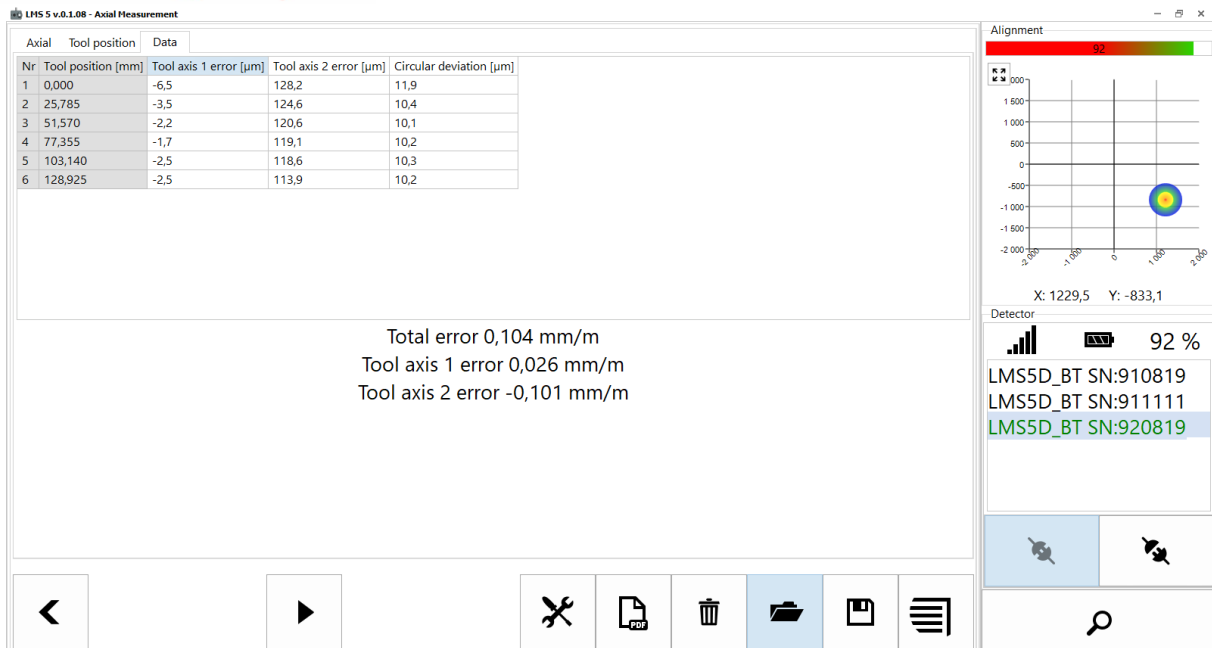 LMS 5 v.0.1.08 - Axial Measurement
Axial Tool position Data
Nr Tool position [mm] Tool axis 1 error [µm] Tool axis 2 error [µm] Circular deviation [µm]
1 0,000 -6,5 128,2 11,9
2 25,785 -3,5 124,6 10,4
3 51,570 -2,2 120,6 10,1
4 77,355 -1,7 119,1 10,2
5 103,140 -2,5 118,6 10,3
6 128,925 -2,5 113,9 10,2
Total error 0,104 mm/m
Tool axis 1 error 0,026 mm/m
Tool axis 2 error -0,101 mm/m
PDF
Alignment
92
000
1 500
1 000
500
0
-500
-1 000
-1 500
-2 000
-2 000 -1 000 0 1 000 2 000
X: 1229,5 Y: -833,1
Detector
92 %
LMS5D_BT SN:910819
LMS5D_BT SN:911111
LMS5D_BT SN:920819